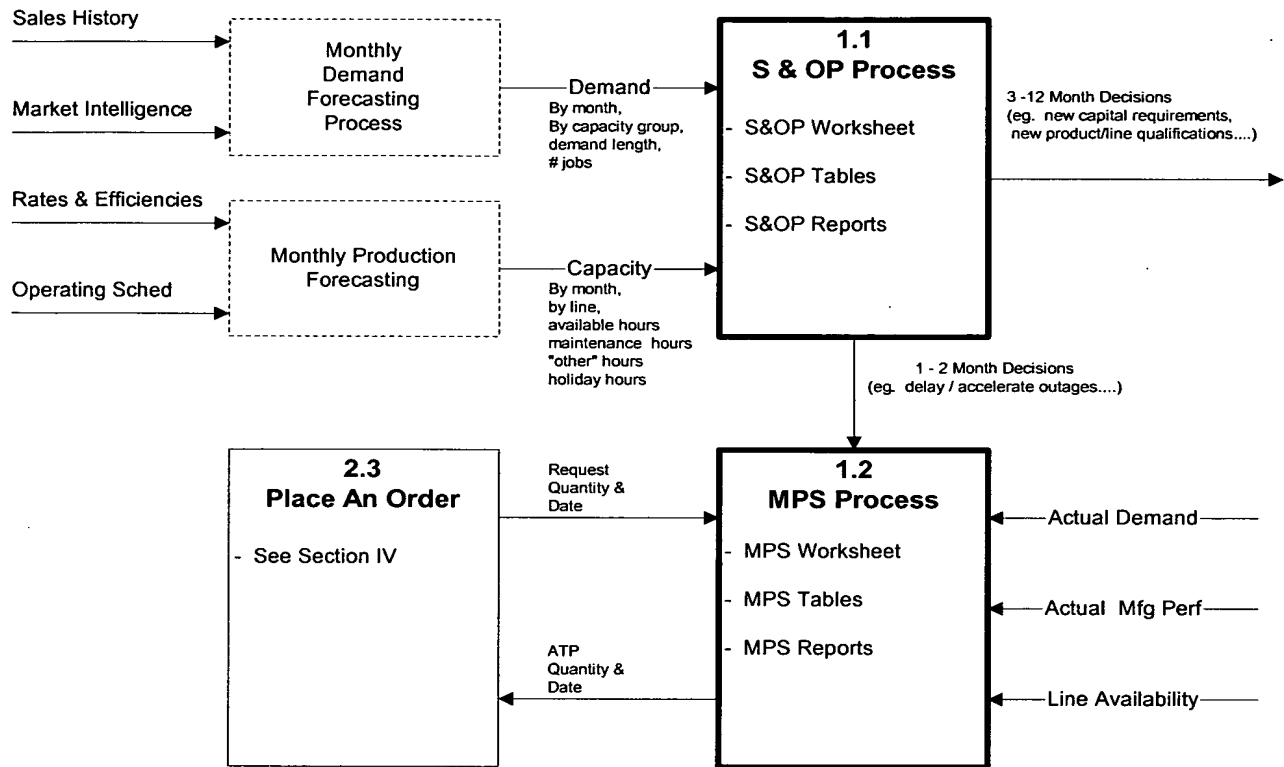 Sales History
Market Intelligence
Rates & Efficiencies
Operating Sched
Monthly
Demand
Forecasting
Process
Monthly Production
Forecasting
Demand
By month,
By capacity group,
demand length,
# jobs
Capacity
By month,
by line,
available hours
maintenance hours
"other" hours
holiday hours
1.1
S & OP Process
- S&OP Worksheet
- S&OP Tables
- S&OP Reports
3 -12 Month Decisions
(eg. new capital requirements,
new product/line qualifications....)
1 - 2 Month Decisions
(eg. delay / accelerate outages....)
2.3
Place An Order
- See Section IV
Request
Quantity &
Date
ATP
Quantity &
Date
1.2
MPS Process
- MPS Worksheet
- MPS Tables
- MPS Reports
Actual Demand
Actual Mfg Perf
Line Availability